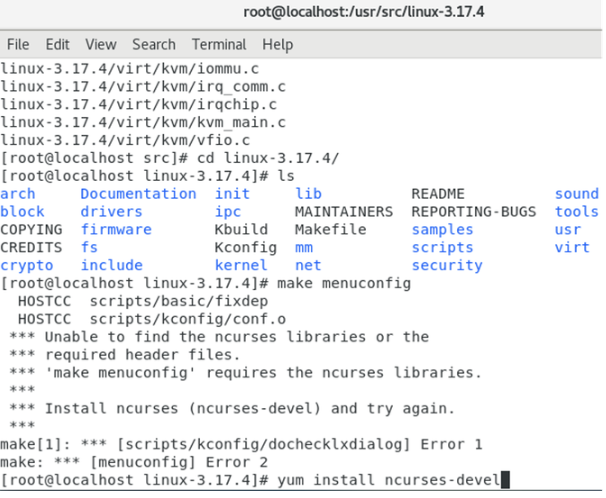 root@localhost:/usr/src/linux-3.17.4
File Edit View Search Terminal Help
linux-3.17.4/virt/kvm/iommu.c
linux-3.17.4/virt/kvm/irq_comm.c
linux-3.17.4/virt/kvm/irqchip.c
linux-3.17.4/virt/kvm/kvm_main.c
linux-3.17.4/virt/kvm/vfio.c
[root@localhost src]# cd linux-3.17.4/
[root@localhost linux-3.17.4]# ls
arch Documentation init lib README sound
block drivers ipc MAINTAINERS REPORTING-BUGS tools
COPYING firmware Kbuild Makefile samples usr
CREDITS fs Kconfig mm scripts virt
crypto include kernel net security
[root@localhost linux-3.17.4]# make menuconfig
HOSTCC scripts/basic/fixdep
HOSTCC scripts/kconfig/conf.o
*** Unable to find the ncurses libraries or the
*** required header files.
*** 'make menuconfig' requires the ncurses libraries.
***
*** Install ncurses (ncurses-devel) and try again.
***
make[1]: *** [scripts/kconfig/dochecklxdialog] Error 1
make: *** [menuconfig] Error 2
[root@localhost linux-3.17.4]# yum install ncurses-devel